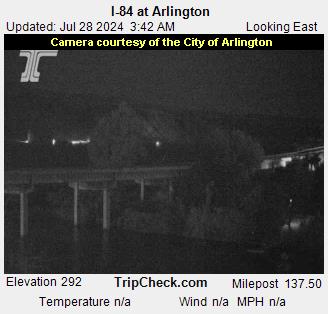 I-84 at Arlington
Updated: Jul 28 2024 3:42 AM Looking East
Camera courtesy of the City of Arlington
Elevation 292 TripCheck.com Milepost 137.50
Temperature n/a Wind n/a MPH n/a